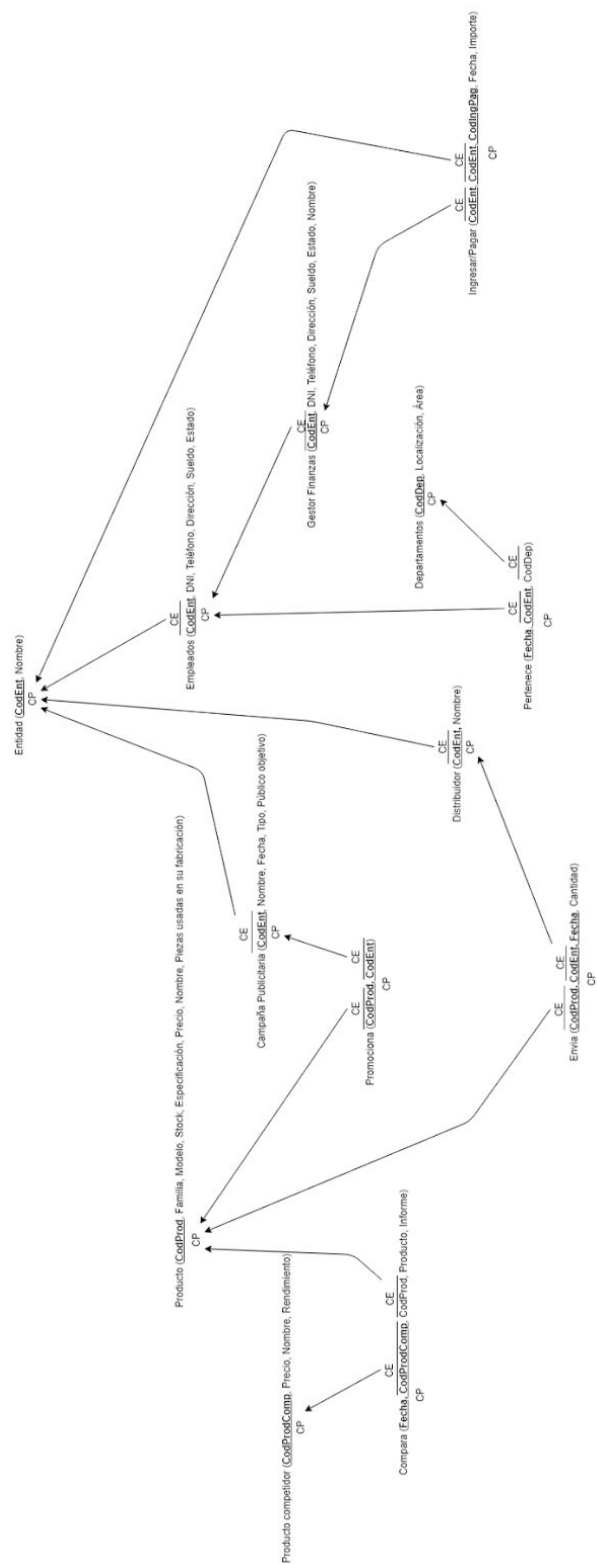 Entidad (CodEnt, Nombre)
CP
Producto (CodProd, Familia, Modelo, Stock, Especificación, Precio, Nombre, Piezas usadas en su fabricación)
CP
CE
Campaña Publicitaria (CodEnt, Nombre, Fecha, Tipo, Público objetivo)
CP
CE
Empleados (CodEnt, DNI, Teléfono, Dirección, Sueldo, Estado)
CP
Producto competidor (CodProdComp, Precio, Nombre, Rendimiento)
CP
CE CE
Promociona (CodProd, CodEnt)
CP
CE
Gestor Finanzas (CodEnt, DNI, Teléfono, Dirección, Sueldo, Estado, Nombre)
CP
CE CE
Compara (Fecha, CodProdComp, CodProd, Producto, Informe)
CP
CE
Distribuidor (CodEnt, Nombre)
CP
Departamentos (CodDep, Localización, Área)
CP
CE CE
Ingresar/Pagar (CodEnt, CodEnt, CodIngPag, Fecha, Importe)
CP
CE CE
Pertenece (Fecha, CodEnt, CodDep)
CP
CE CE
Envia (CodProd, CodEnt, Fecha, Cantidad)
CP